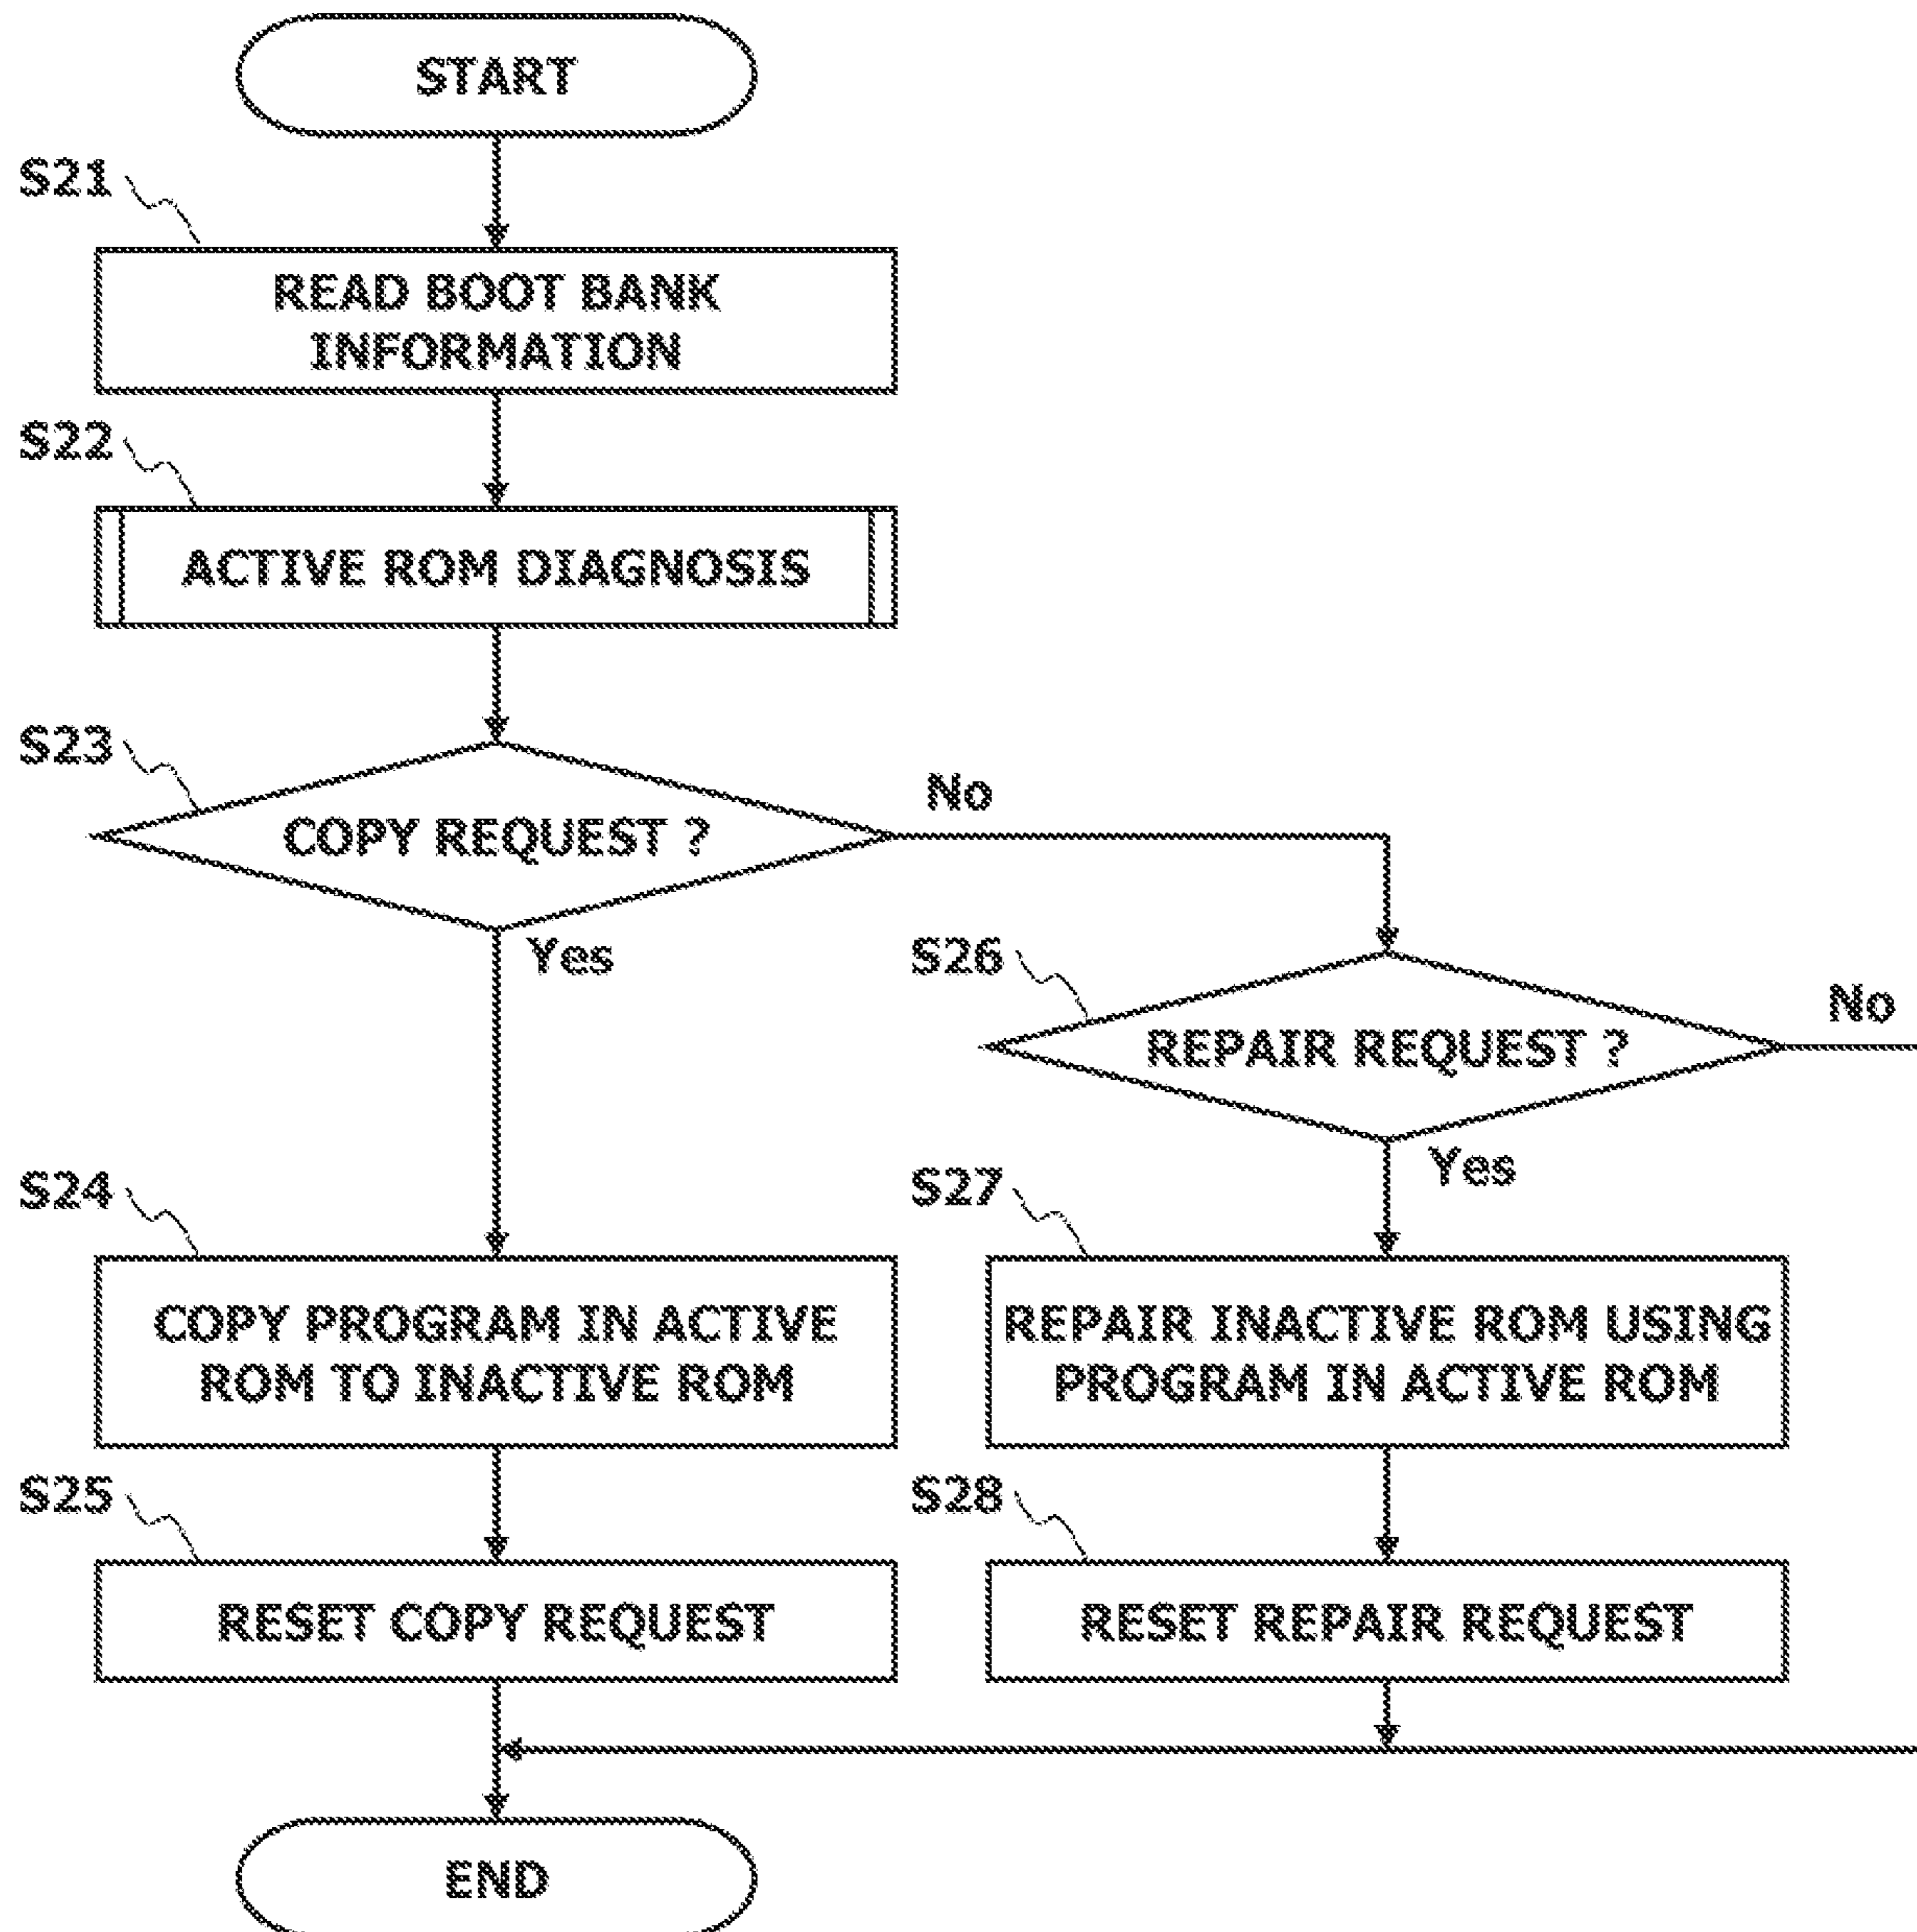 START
S21
READ BOOT BANK
INFORMATION
S22
ACTIVE ROM DIAGNOSIS
S23
COPY REQUEST ?
No
Yes
S26
REPAIR REQUEST ?
No
Yes
S24
COPY PROGRAM IN ACTIVE
ROM TO INACTIVE ROM
S27
REPAIR INACTIVE ROM USING
PROGRAM IN ACTIVE ROM
S25
RESET COPY REQUEST
S28
RESET REPAIR REQUEST
END